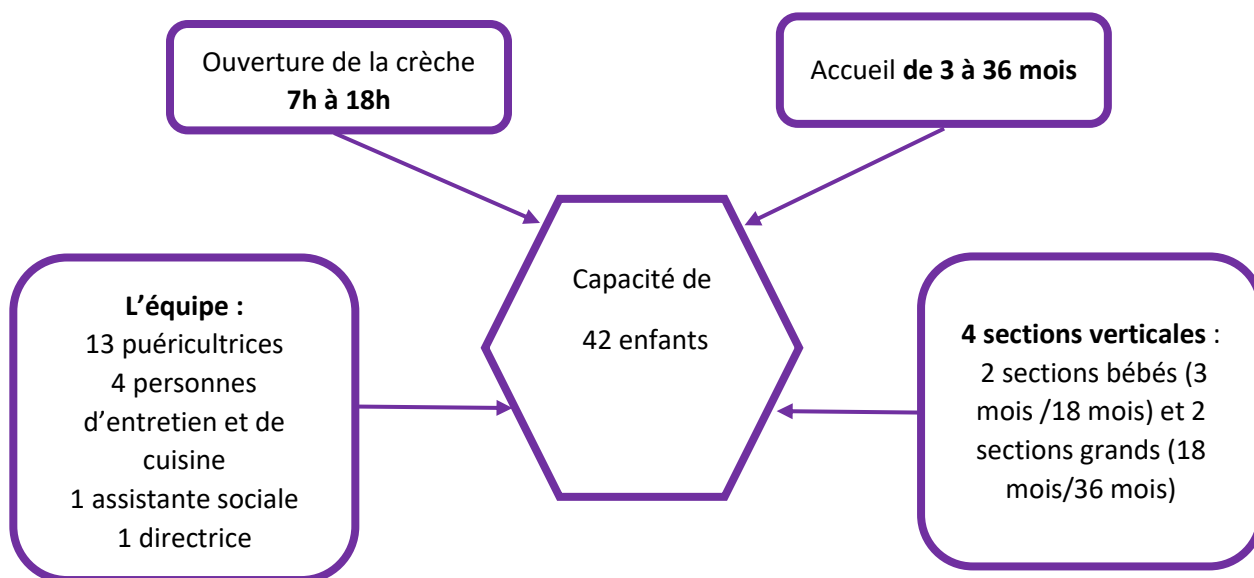 Ouverture de la crèche
7h à 18h
Accueil de 3 à 36 mois
Capacité de
42 enfants
L’équipe :
13 puéricultrices
4 personnes
d’entretien et de
cuisine
1 assistante sociale
1 directrice
4 sections verticales :
2 sections bébés (3
mois /18 mois) et 2
sections grands (18
mois/36 mois)